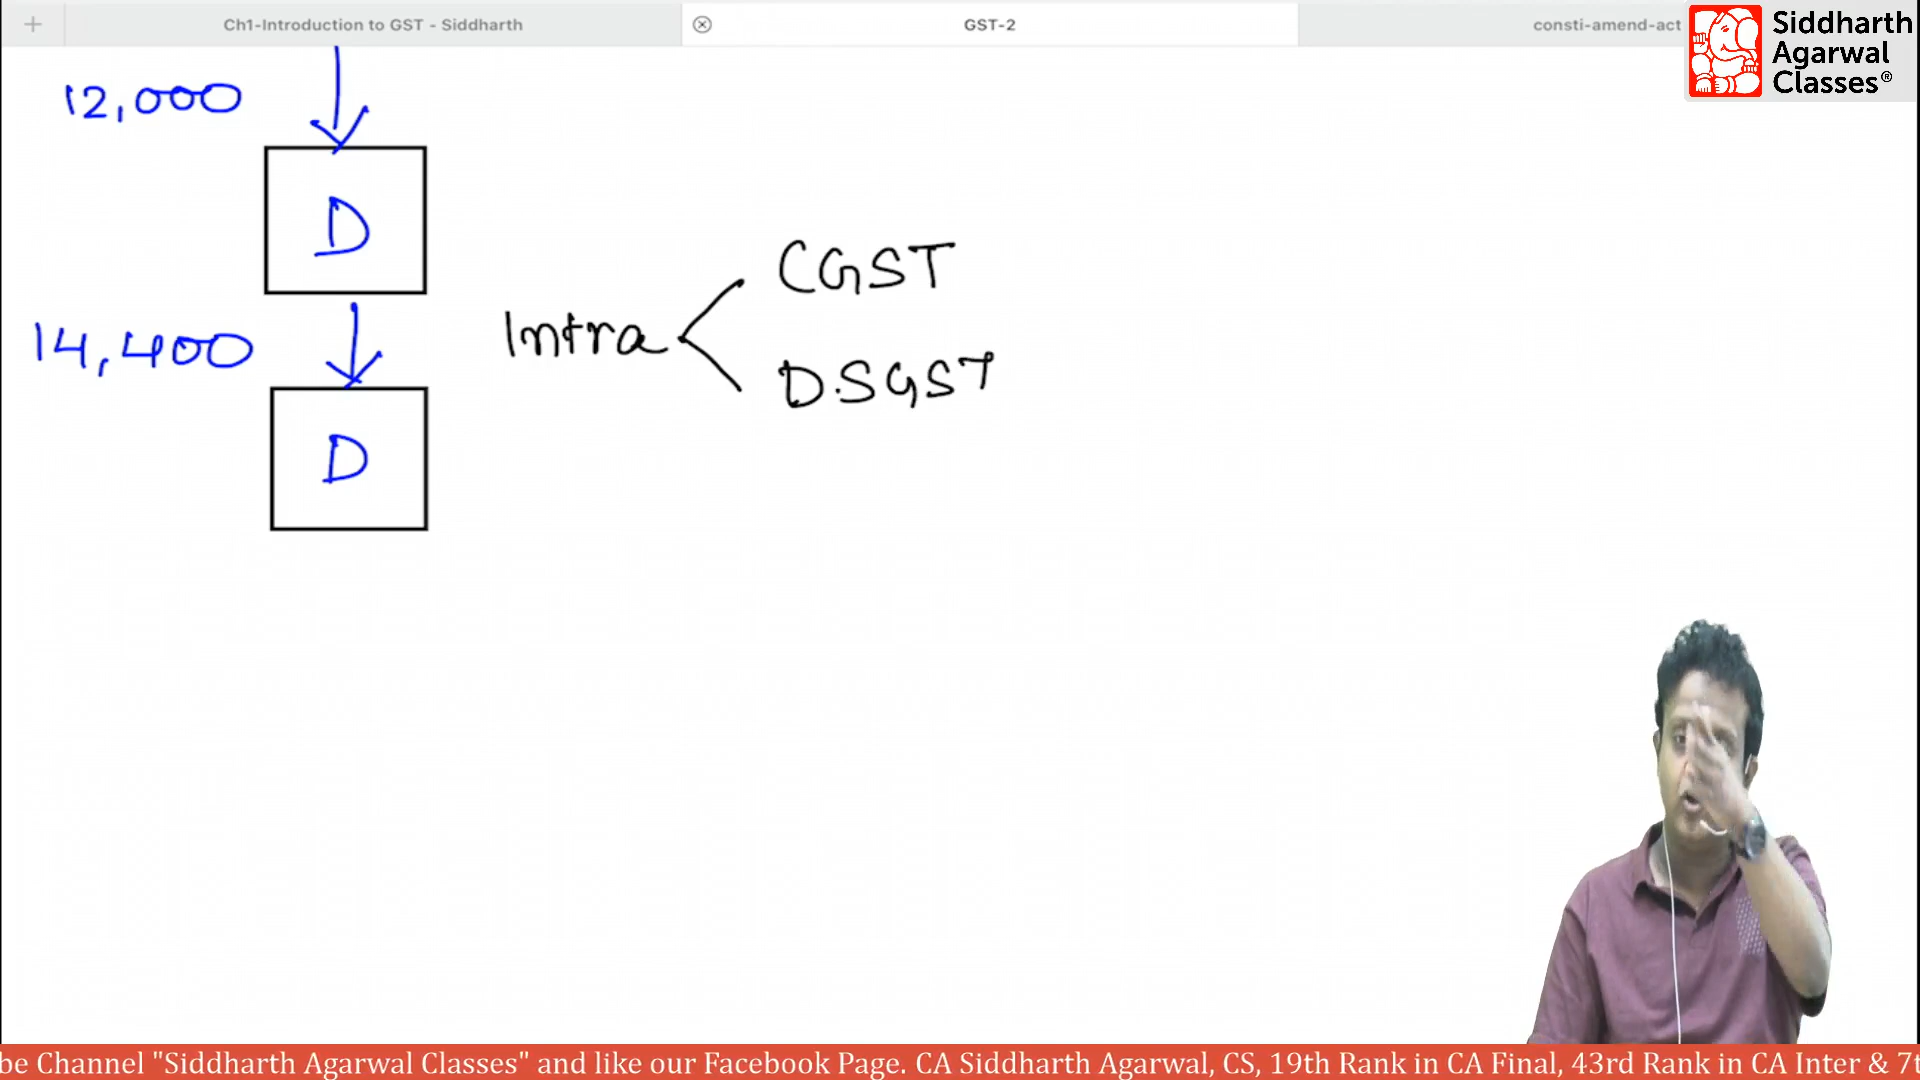 Ch1-Introduction to GST - Siddharth
GST-2
consti-amend-act
Siddharth
Agarwal
Classes®
12,000
D
14,400
D
Intra
CGST
D.SGST
be Channel "Siddharth Agarwal Classes" and like our Facebook Page. CA Siddharth Agarwal, CS, 19th Rank in CA Final, 43rd Rank in CA Inter & 7t